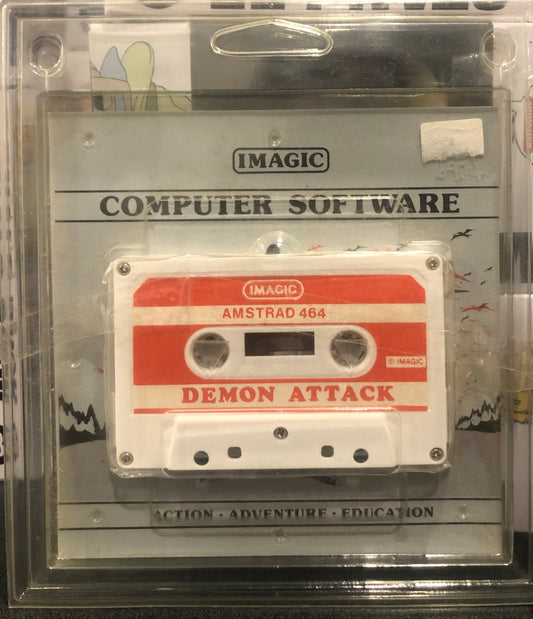 IMAGIC
COMPUTER SOFTWARE
IMAGIC
AMSTRAD 464
© IMAGIC
DEMON ATTACK
ACTION · ADVENTURE · EDUCATION